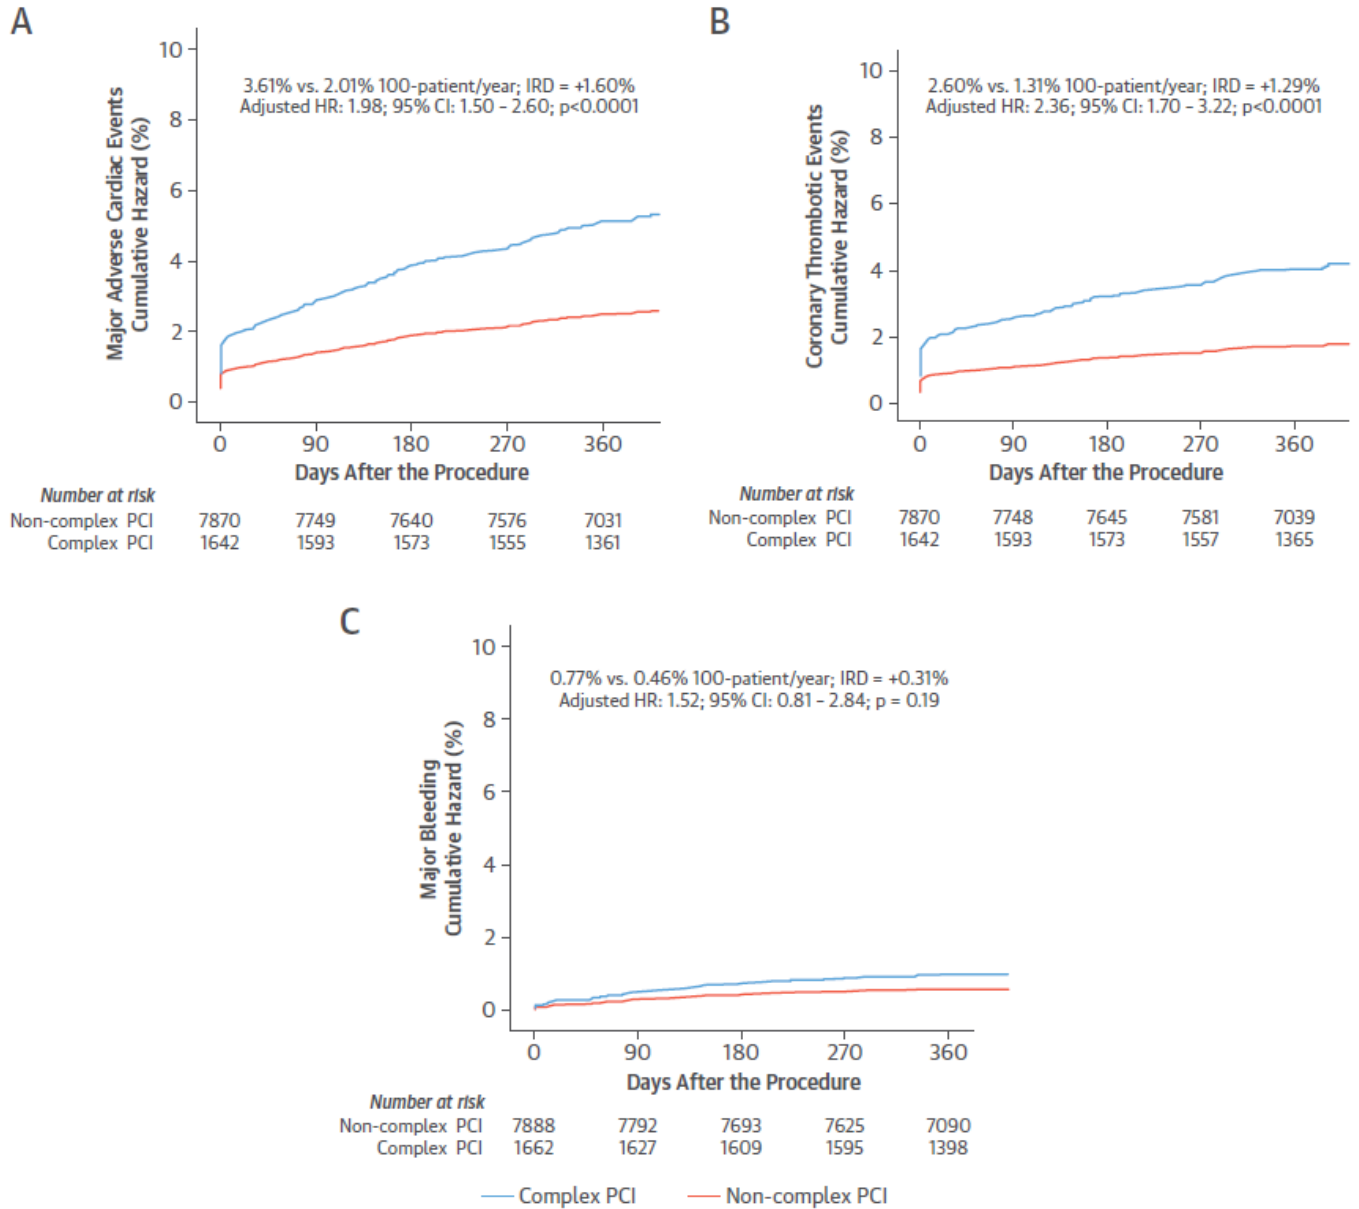 A
Major Adverse Cardiac Events
Cumulative Hazard (%)
10
8
6
4
2
0
3.61% vs. 2.01% 100-patient/year; IRD = +1.60%
Adjusted HR: 1.98; 95% CI: 1.50 – 2.60; p<0.0001
0 90 180 270 360
Days After the Procedure
Number at risk
Non-complex PCI 7870 7749 7640 7576 7031
Complex PCI 1642 1593 1573 1555 1361
B
Coronary Thrombotic Events
Cumulative Hazard (%)
10
8
6
4
2
0
2.60% vs. 1.31% 100-patient/year; IRD = +1.29%
Adjusted HR: 2.36; 95% CI: 1.70 – 3.22; p<0.0001
0 90 180 270 360
Days After the Procedure
Number at risk
Non-complex PCI 7870 7748 7645 7581 7039
Complex PCI 1642 1593 1573 1557 1365
C
Major Bleeding
Cumulative Hazard (%)
10
8
6
4
2
0
0.77% vs. 0.46% 100-patient/year; IRD = +0.31%
Adjusted HR: 1.52; 95% CI: 0.81 – 2.84; p = 0.19
0 90 180 270 360
Days After the Procedure
Number at risk
Non-complex PCI 7888 7792 7693 7625 7090
Complex PCI 1662 1627 1609 1595 1398
Complex PCI Non-complex PCI